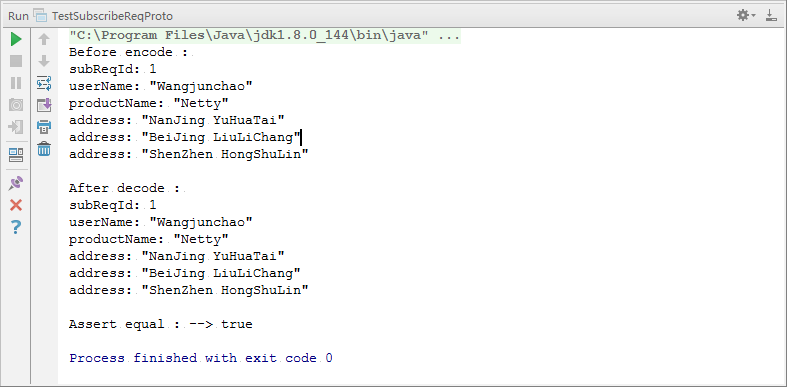 Run TestSubscribeReqProto
"C:\Program Files\Java\jdk1.8.0_144\bin\java" ...
Before encode :
subReqId: 1
userName: "Wangjunchao"
productName: "Netty"
address: "NanJing YuHuaTai"
address: "BeiJing LiuLiChang"
address: "ShenZhen HongShuLin"
After decode :
subReqId: 1
userName: "Wangjunchao"
productName: "Netty"
address: "NanJing YuHuaTai"
address: "BeiJing LiuLiChang"
address: "ShenZhen HongShuLin"
Assert equal : --> true
Process finished with exit code 0